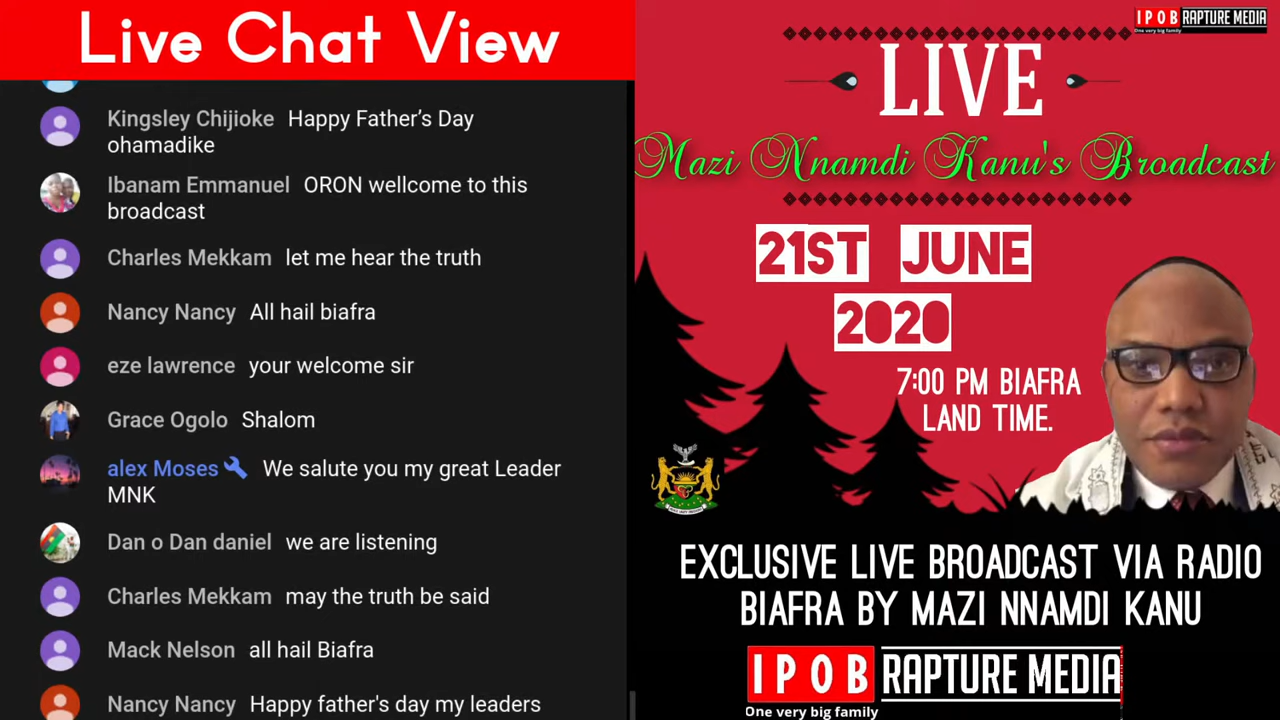 Live Chat View
Kingsley Chijioke Happy Father’s Day
ohamadike
Ibanam Emmanuel ORON wellcome to this
broadcast
Charles Mekkam let me hear the truth
Nancy Nancy All hail biafra
eze lawrence your welcome sir
Grace Ogolo Shalom
alex Moses We salute you my great Leader
MNK
Dan o Dan daniel we are listening
Charles Mekkam may the truth be said
Mack Nelson all hail Biafra
Nancy Nancy Happy father's day my leaders
IPOB RAPTURE MEDIA
One very big family
LIVE
Mazi Nnamdi Kanu's Broadcast
21ST JUNE
2020
7:00 PM BIAFRA
LAND TIME.
EXCLUSIVE LIVE BROADCAST VIA RADIO
BIAFRA BY MAZI NNAMDI KANU
IPOB RAPTURE MEDIA
One very big family